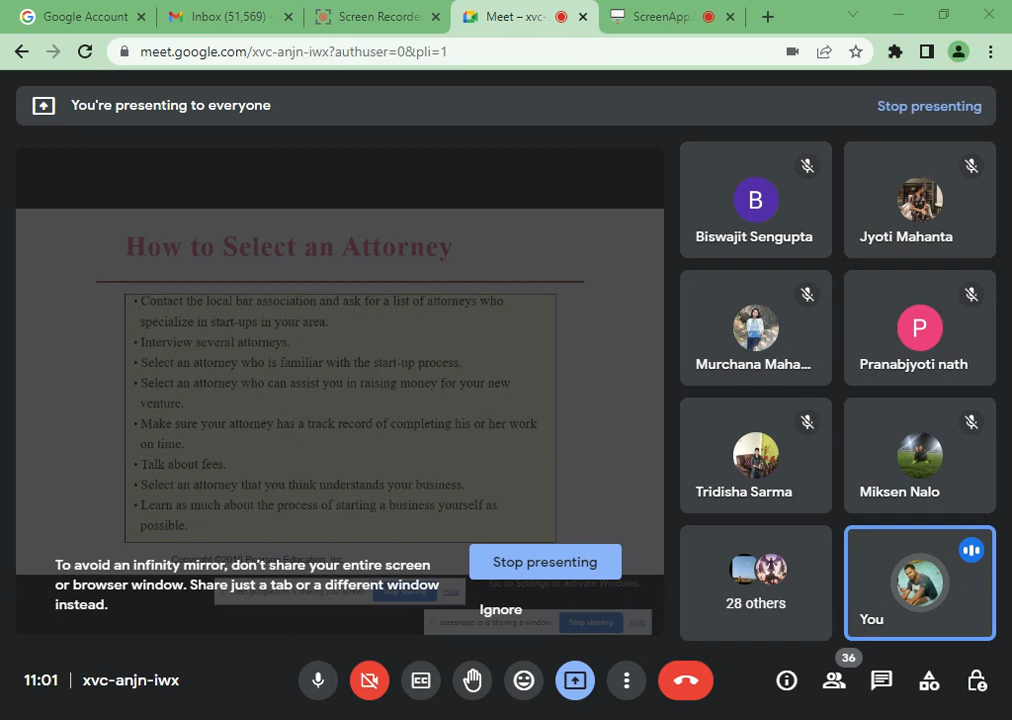 Google Account
Inbox (51,569)
Screen Recorde
Meet – xvc-
ScreenApp.
meet.google.com/xvc-anjn-iwx?authuser=0&pli=1
You're presenting to everyone
Stop presenting
How to Select an Attorney
• Contact the local bar association and ask for a list of attorneys who
specialize in start-ups in your area.
• Interview several attorneys.
• Select an attorney who is familiar with the start-up process.
• Select an attorney who can assist you in raising money for your new
venture.
• Make sure your attorney has a track record of completing his or her work
on time.
• Talk about fees.
• Select an attorney that you think understands your business.
• Learn as much about the process of starting a business yourself as
possible.
To avoid an infinity mirror, don't share your entire screen
or browser window. Share just a tab or a different window
instead.
Stop presenting
Ignore
Go to Settings to activate Windows.
screenapp.io is sharing a window.
Stop sharing
Hide
B
Biswajit Sengupta
Jyoti Mahanta
Murchana Maha...
P
Pranabjyoti nath
Tridisha Sarma
Miksen Nalo
28 others
You
11:01 | xvc-anjn-iwx
36